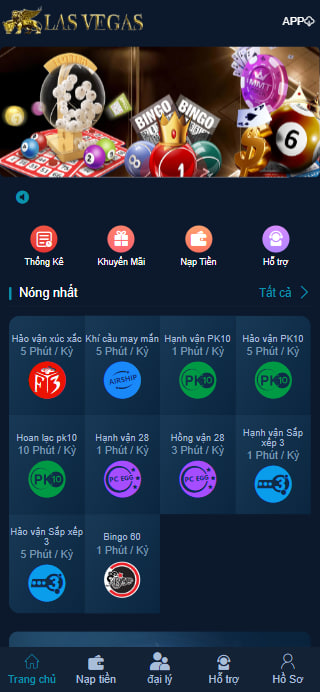 LAS VEGAS
APP
BINGO
BINGO
2
1
6
Thống Kê
Khuyến Mãi
Nạp Tiền
Hỗ trợ
Nóng nhất
Tất cả
Hảo vận xúc xắc
5 Phút / Kỳ
Khí cầu may mắn
5 Phút / Kỳ
Hạnh vận PK10
1 Phút / Kỳ
Hảo vận PK10
5 Phút / Kỳ
AIRSHIP
PK10
PK10
Hoan lạc pk10
10 Phút / Kỳ
Hạnh vận 28
1 Phút / Kỳ
Hồng vận 28
3 Phút / Kỳ
Hạnh vận Sắp xếp 3
1 Phút / Kỳ
PK10
PC EGG
PC EGG
3
Hảo vận Sắp xếp 3
5 Phút / Kỳ
Bingo 60
1 Phút / Kỳ
3
Trang chủ
Nạp tiền
đại lý
Hỗ trợ
Hồ Sơ